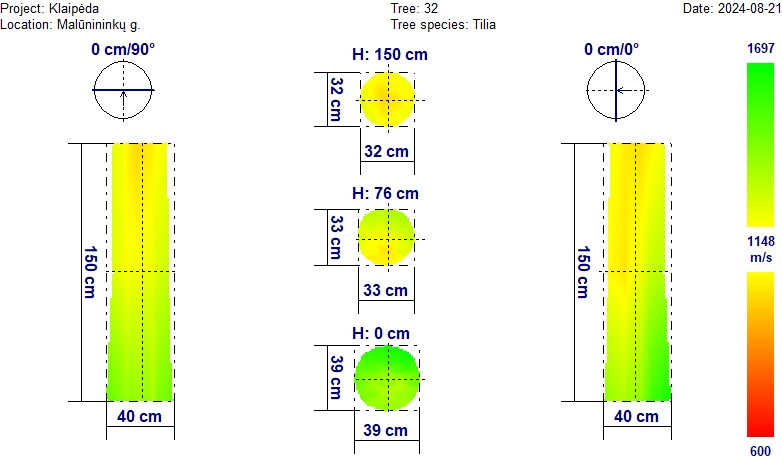 Project: Klaipėda
Tree: 32
Date: 2024-08-21
Location: Malūnininkų g.
Tree species: Tilia
0 cm/90°
H: 150 cm
0 cm/0°
1697
32 cm
32 cm
H: 76 cm
33 cm
33 cm
150 cm
150 cm
1148
m/s
H: 0 cm
39 cm
39 cm
40 cm
40 cm
600